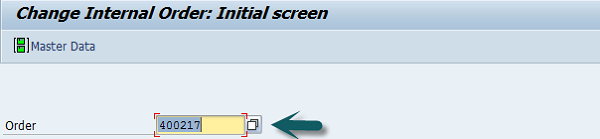 Change Internal Order: Initial screen
Master Data
Order 400217